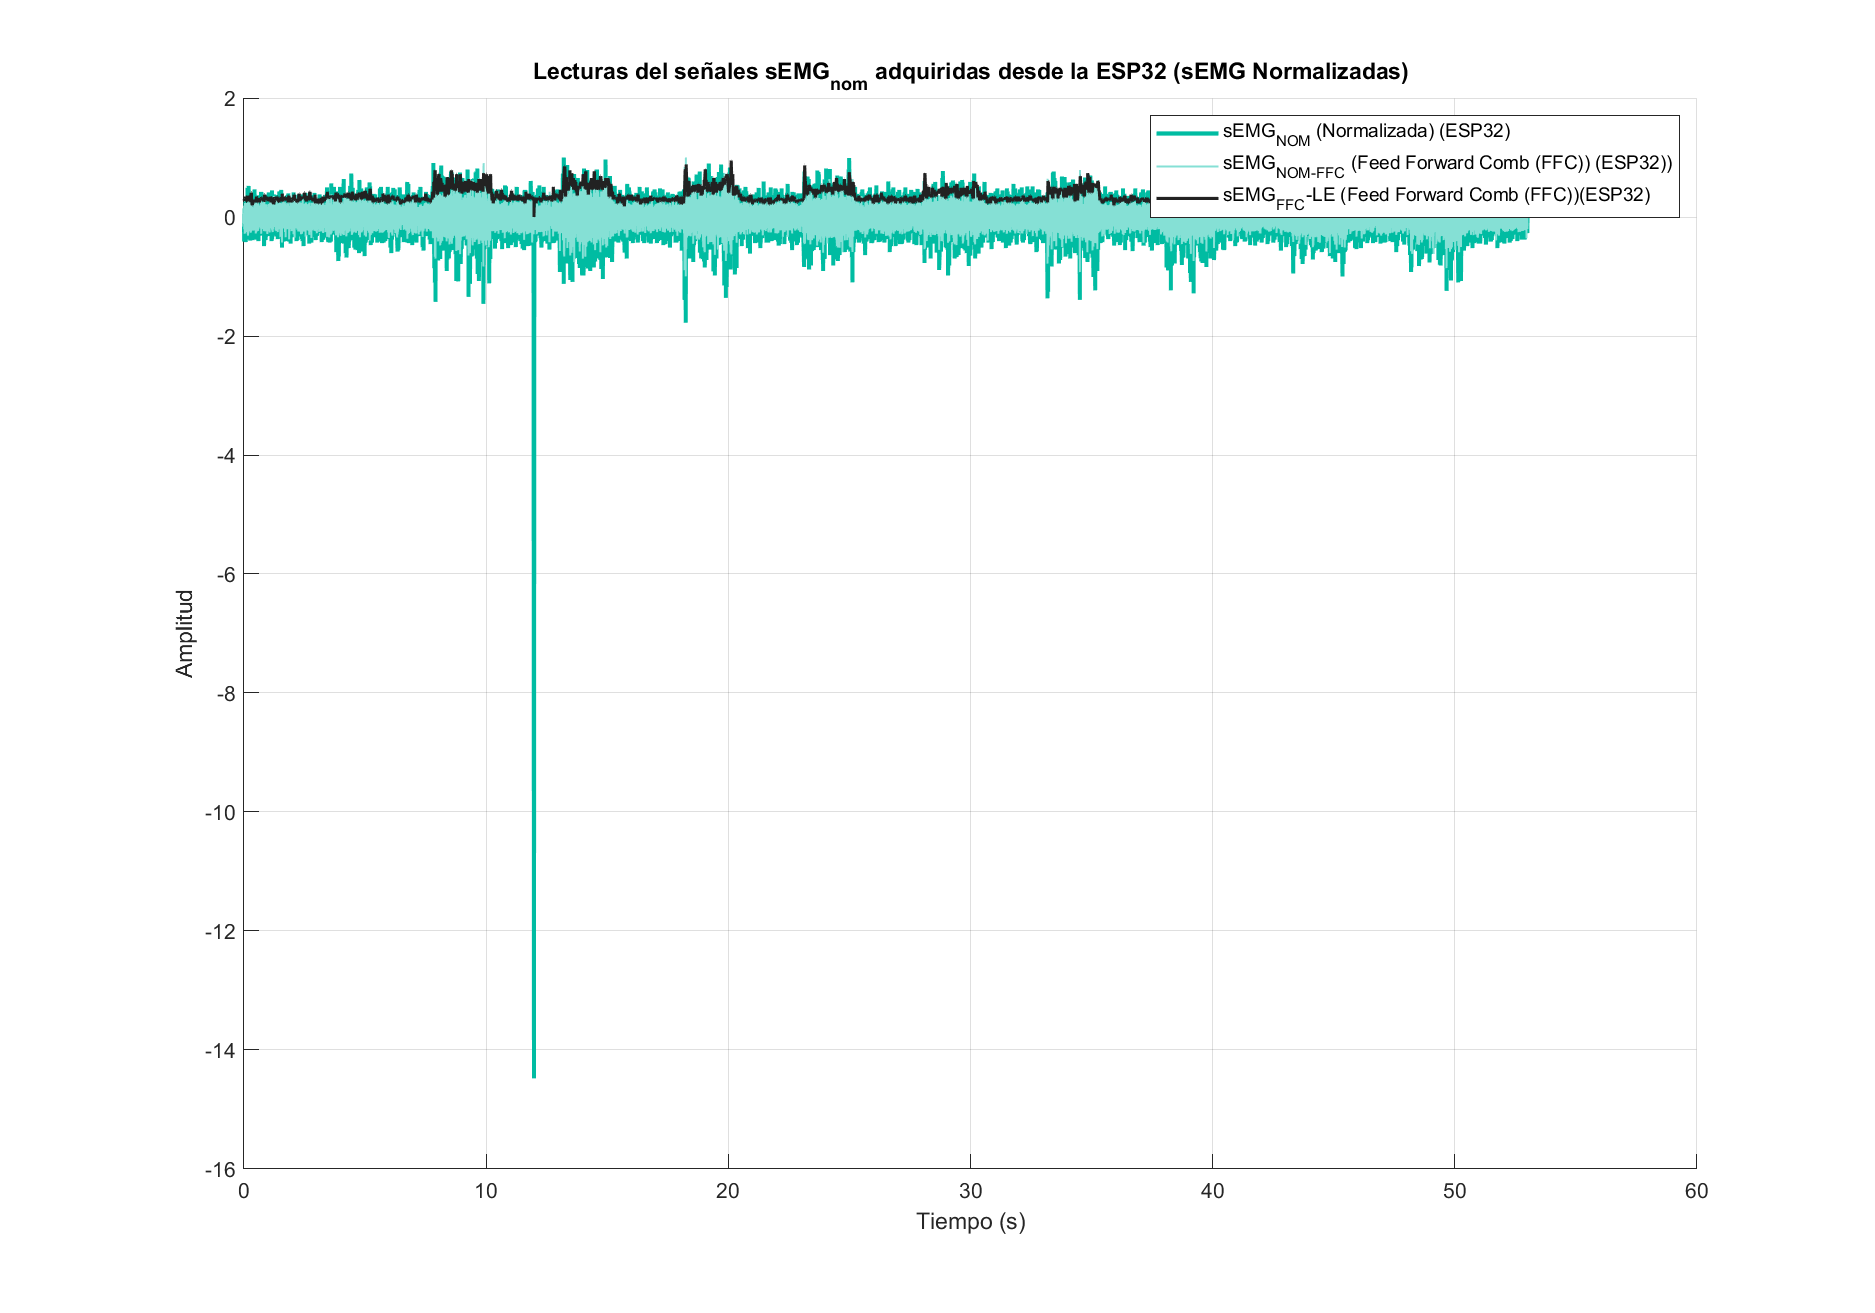 Lecturas del señales sEMGnom adquiridas desde la ESP32 (sEMG Normalizadas)
2
0
-2
-4
-6
-8
-10
-12
-14
-16
Amplitud
sEMGNOM (Normalizada) (ESP32)
sEMGNOM-FFC (Feed Forward Comb (FFC)) (ESP32))
sEMGFFC-LE (Feed Forward Comb (FFC))(ESP32)
0 10 20 30 40 50 60
Tiempo (s)